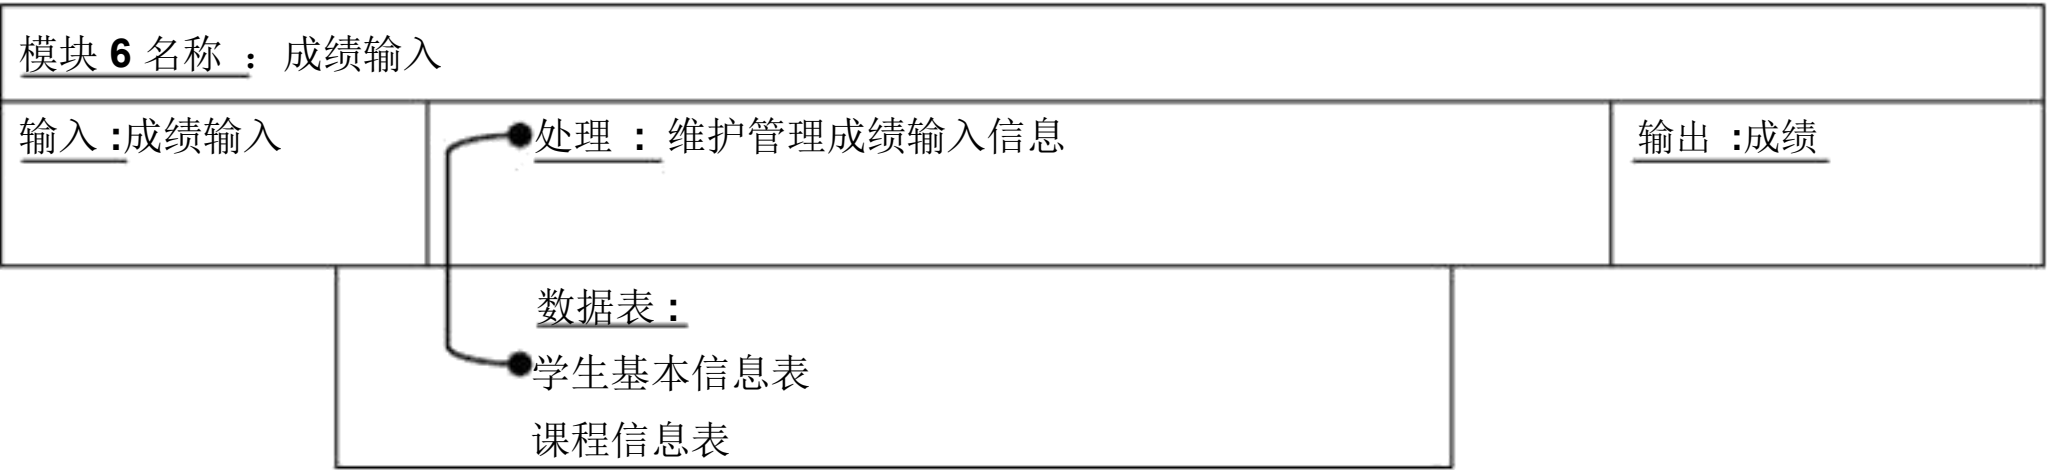 模块 6 名称 ： 成绩输入
输入 :成绩输入
处理 ： 维护管理成绩输入信息
输出 :成绩
数据表 :
学生基本信息表
课程信息表